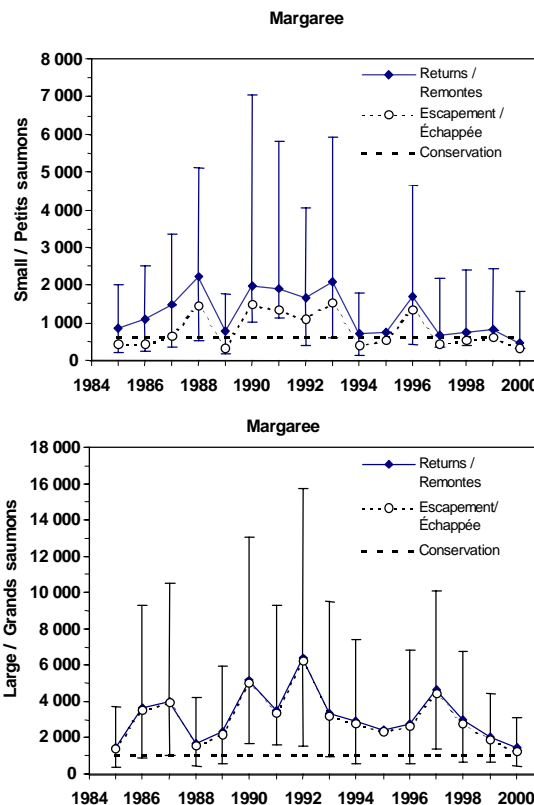 Margaree
8 000
7 000
6 000
5 000
4 000
3 000
2 000
1 000
0
Small / Petits saumons
Returns /
Remontes
Escapement /
Échappée
Conservation
1984 1986 1988 1990 1992 1994 1996 1998 2000
Margaree
18 000
16 000
14 000
12 000
10 000
8 000
6 000
4 000
2 000
0
Large / Grands saumons
Returns /
Remontes
Escapement/
Échappée
Conservation
1984 1986 1988 1990 1992 1994 1996 1998 2000